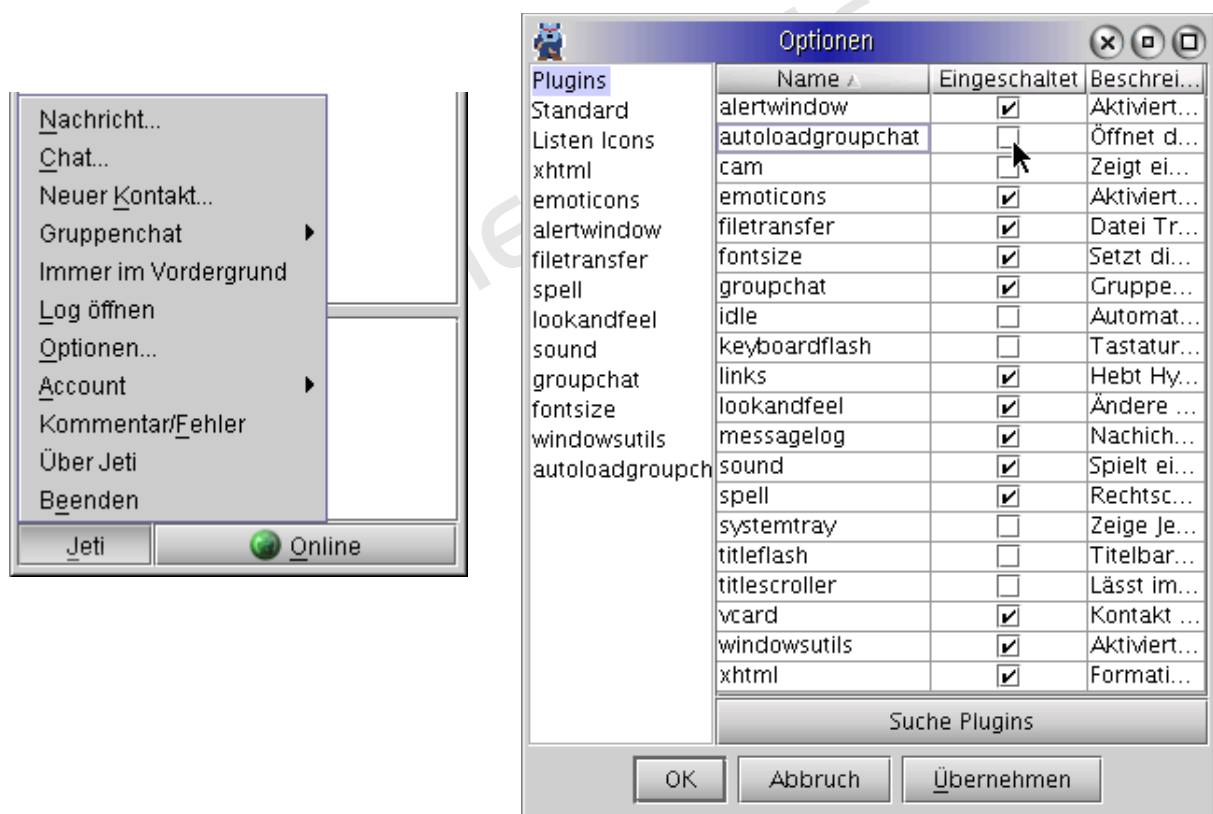 Nachricht...
Chat...
Neuer Kontakt...
Gruppenchat
Immer im Vordergrund
Log öffnen
Optionen...
Account
Kommentar/Fehler
Über Jeti
Beenden
Jeti
Online
Optionen
Plugins
Standard
Listen Icons
xhtml
emoticons
alertwindow
filetransfer
spell
lookandfeel
sound
groupchat
fontsize
windowsutils
autoloadgroupch
Name Eingeschaltet Beschrei...
alertwindow Aktiviert...
autoloadgroupchat Öffnet d...
cam Zeigt ei...
emoticons Aktiviert...
filetransfer Datei Tr...
fontsize Setzt di...
groupchat Gruppe...
idle Automat...
keyboardflash Tastatur...
links Hebt Hy...
lookandfeel Ändere ...
messagelog Nachich...
sound Spielt ei...
spell Rechtsc...
systemtray Zeige Je...
titleflash Titelbar...
titlescroller Lässt im...
vcard Kontakt ...
windowsutils Aktiviert...
xhtml Formati...
Suche Plugins
OK Abbruch Übernehmen